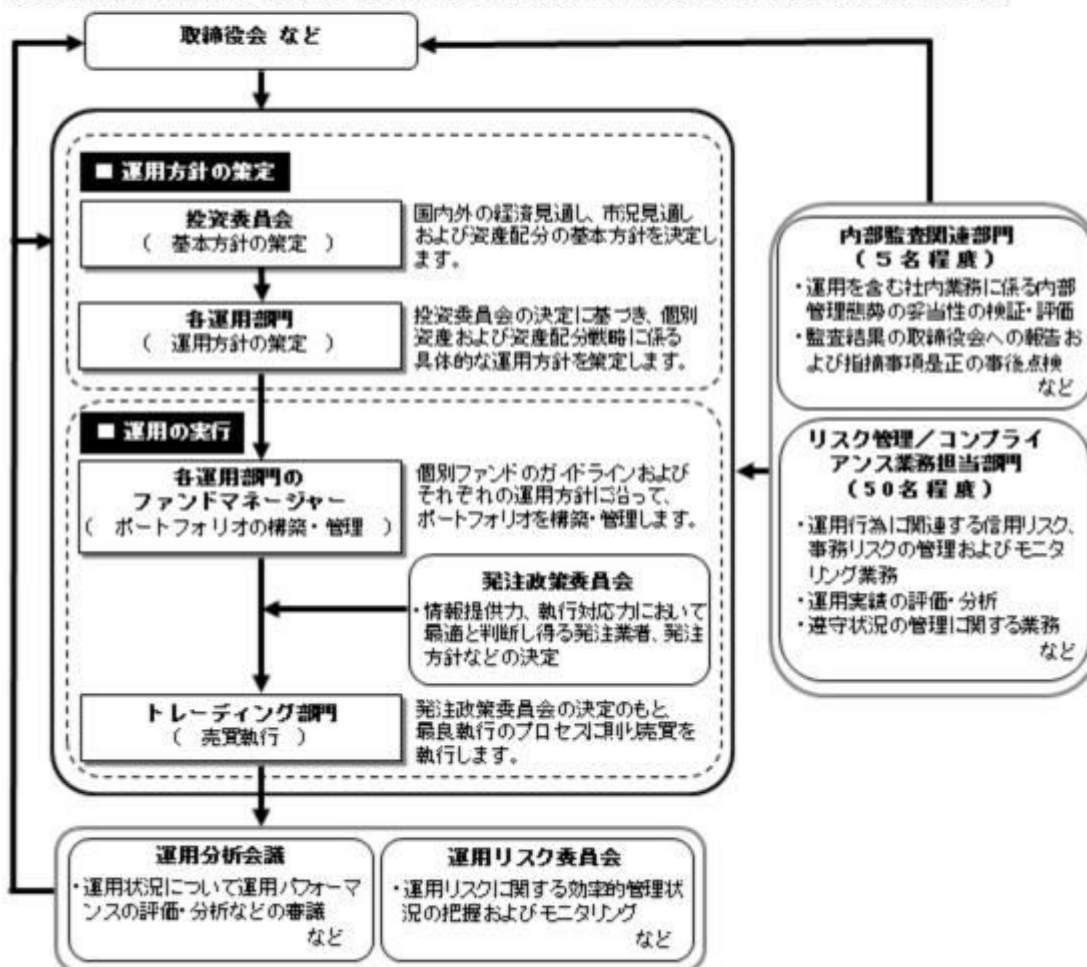 取締役会 など
■ 運用方針の策定
投資委員会
( 基本方針の策定 )
国内外の経済見通し、市況見通し
および資産配分の基本方針を決定し
ます。
各運用部門
( 運用方針の策定 )
投資委員会の決定に基づき、個別
資産および資産配分戦略に係る
具体的な運用方針を策定します。
■ 運用の実行
各運用部門の
ファンドマネージャー
( ポートフォリオの構築・管理 )
個別ファンドのガイドラインおよび
それぞれの運用方針に沿って、
ポートフォリオを構築・管理します。
発注政策委員会
・情報提供力、執行対応力において
最適と判断し得る発注業者、発注
方針などの決定
トレーディング部門
( 売買執行 )
発注政策委員会の決定のもと、
最良執行のプロセスに則り売買を
執行します。
内部監査関連部門
(5名程度)
・運用を含む社内業務に係る内部
管理態勢の妥当性の検証・評価
・監査結果の取締役会への報告お
よび指摘事項是正の事後点検
など
リスク管理/コンプライ
アンス業務担当部門
(50名程度)
・運用行為に関連する信用リスク、
事務リスクの管理およびモニタ
リング業務
・運用実績の評価・分析
・遵守状況の管理に関する業務
など
運用分析会議
・運用状況について運用パフォーマ
ンスの評価・分析などの審議
など
運用リスク委員会
・運用リスクに関する効率的管理状
況の把握およびモニタリング
など